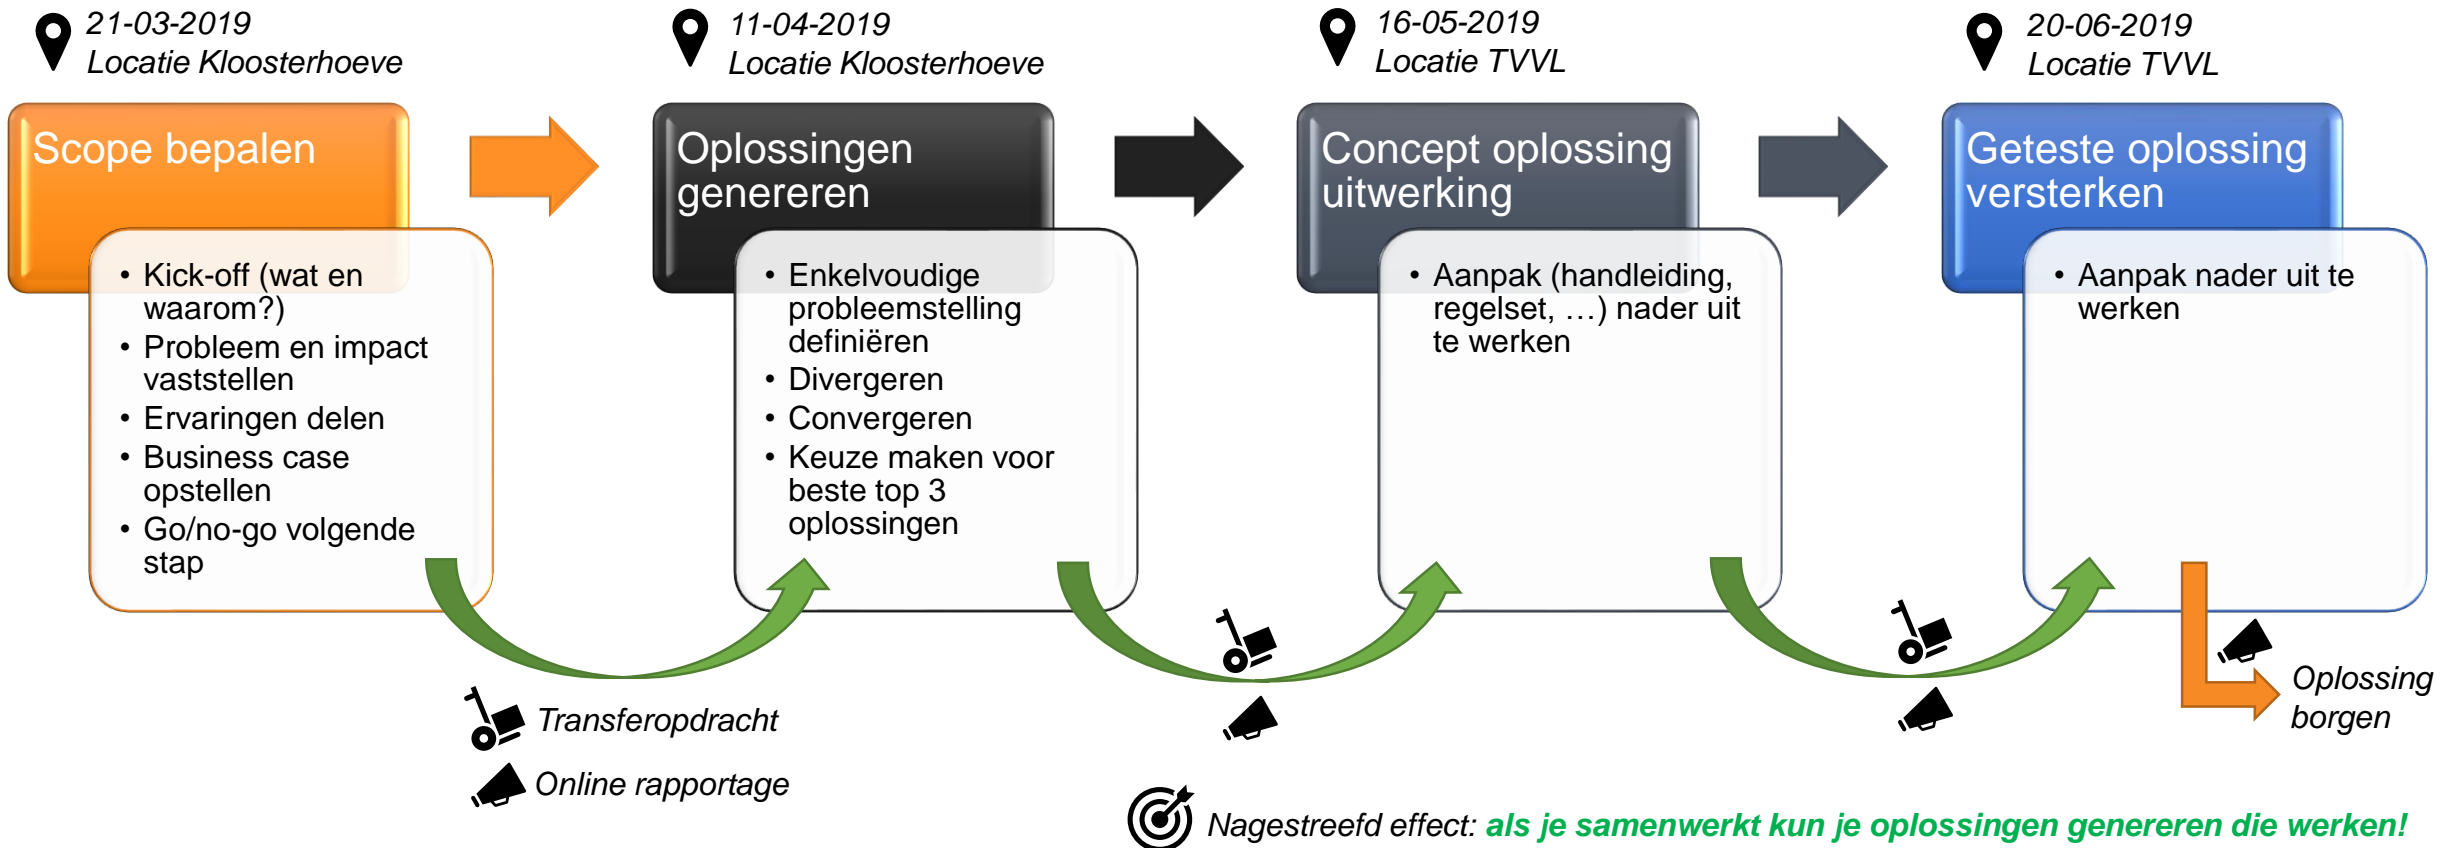 21-03-2019
Locatie Kloosterhoeve
11-04-2019
Locatie Kloosterhoeve
16-05-2019
Locatie TVVL
20-06-2019
Locatie TVVL
Scope bepalen
• Kick-off (wat en
waarom?)
• Probleem en impact
vaststellen
• Ervaringen delen
• Business case
opstellen
• Go/no-go volgende
stap
Oplossingen
genereren
• Enkelvoudige
probleemstelling
definiëren
• Divergeren
• Convergeren
• Keuze maken voor
beste top 3
oplossingen
Concept oplossing
uitwerking
• Aanpak (handleiding,
regelset, …) nader uit
te werken
Geteste oplossing
versterken
• Aanpak nader uit te
werken
Transferopdracht
Online rapportage
Oplossing
borgen
Nagestreefd effect: als je samenwerkt kun je oplossingen genereren die werken!